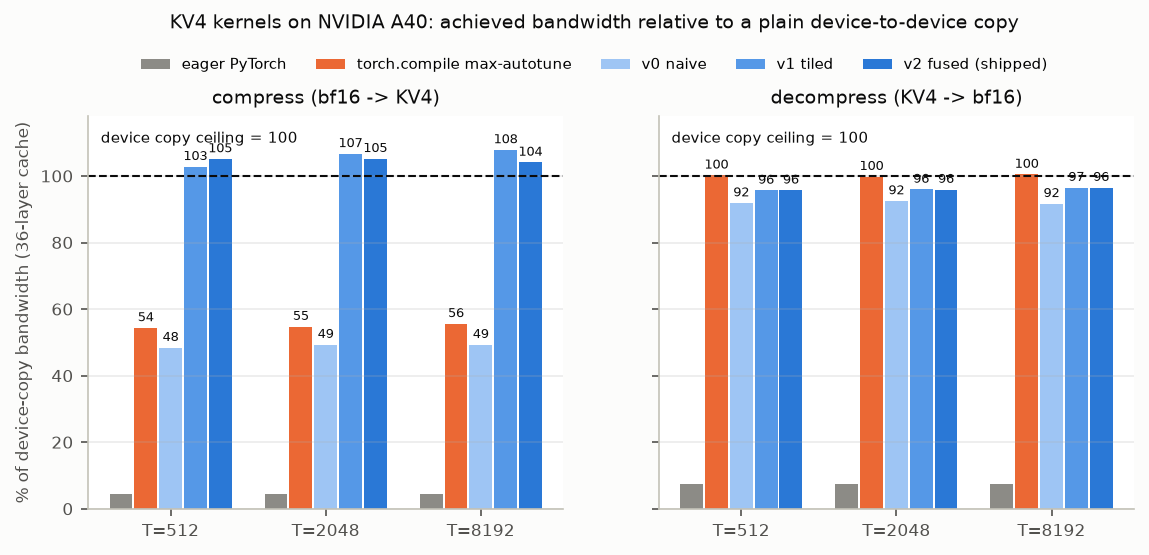 KV4 kernels on NVIDIA A40: achieved bandwidth relative to a plain device-to-device copy
eager PyTorch torch.compile max-autotune v0 naive v1 tiled v2 fused (shipped)
compress (bf16 -> KV4)
% of device-copy bandwidth (36-layer cache)
device copy ceiling = 100
100
80
60
40
20
0
54 48 103 105
55 49 107 105
56 49 108 104
T=512 T=2048 T=8192
decompress (KV4 -> bf16)
device copy ceiling = 100
100 92 96 96
100 92 96 96
100 92 97 96
T=512 T=2048 T=8192